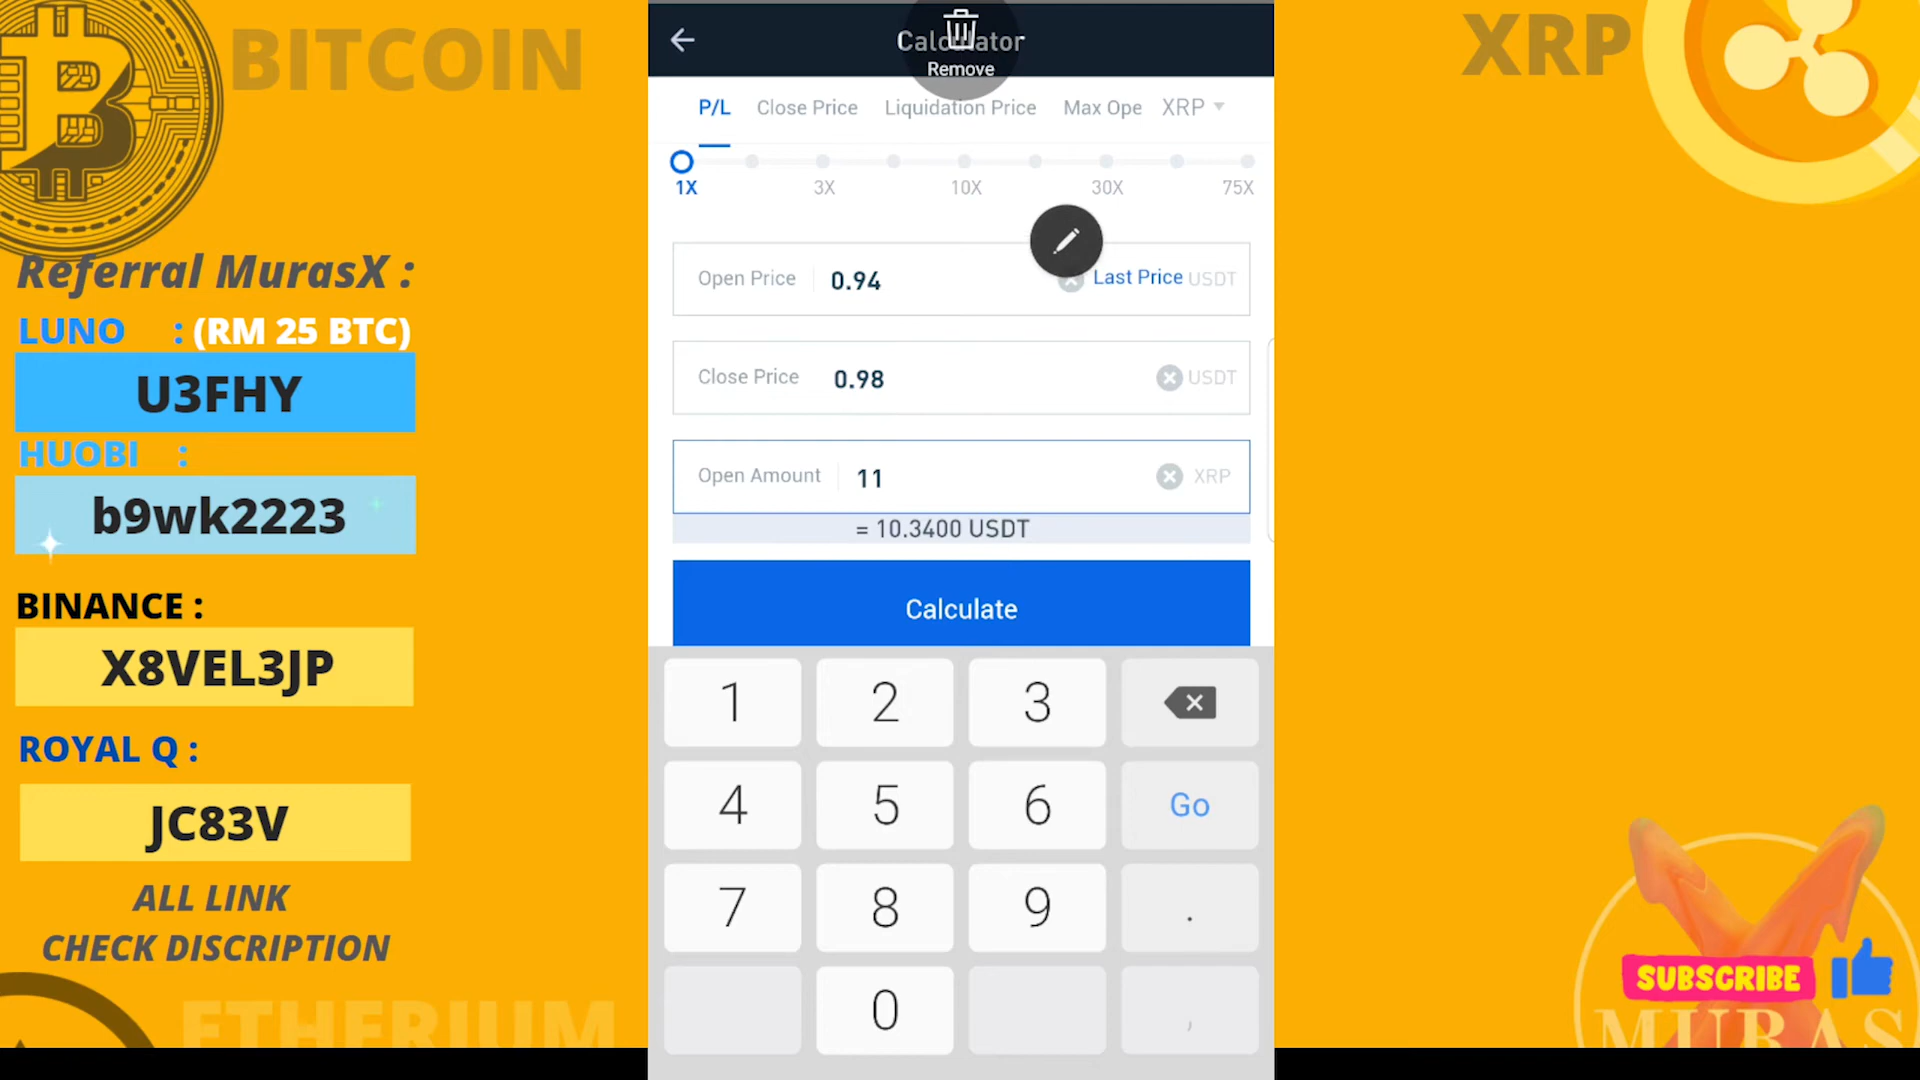 BITCOIN
XRP
Referral MurasX :
LUNO : (RM 25 BTC)
U3FHY
HUOBI :
b9wk2223
BINANCE :
X8VEL3JP
ROYAL Q :
JC83V
ALL LINK
CHECK DISCRIPTION
ETHERIUM
Calculator
Remove
P/L Close Price Liquidation Price Max Ope XRP
1X 3X 10X 30X 75X
Open Price 0.94 Last Price USDT
Close Price 0.98 USDT
Open Amount 11 XRP
= 10.3400 USDT
Calculate
1 2 3
4 5 6 Go
7 8 9 .
0 ,
SUBSCRIBE
MURAS